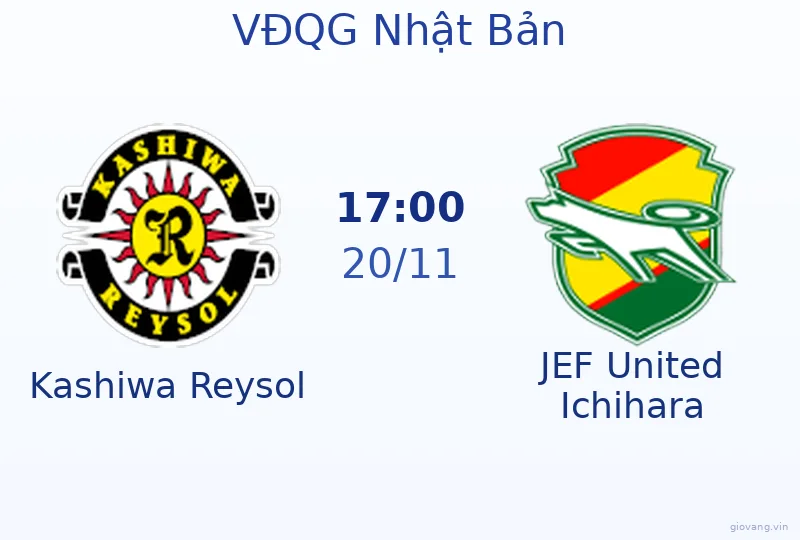 VĐQG Nhật Bản
KASHIWA
R
REYSOL
17:00
20/11
Kashiwa Reysol
JEF United
Ichihara
giovang.vin